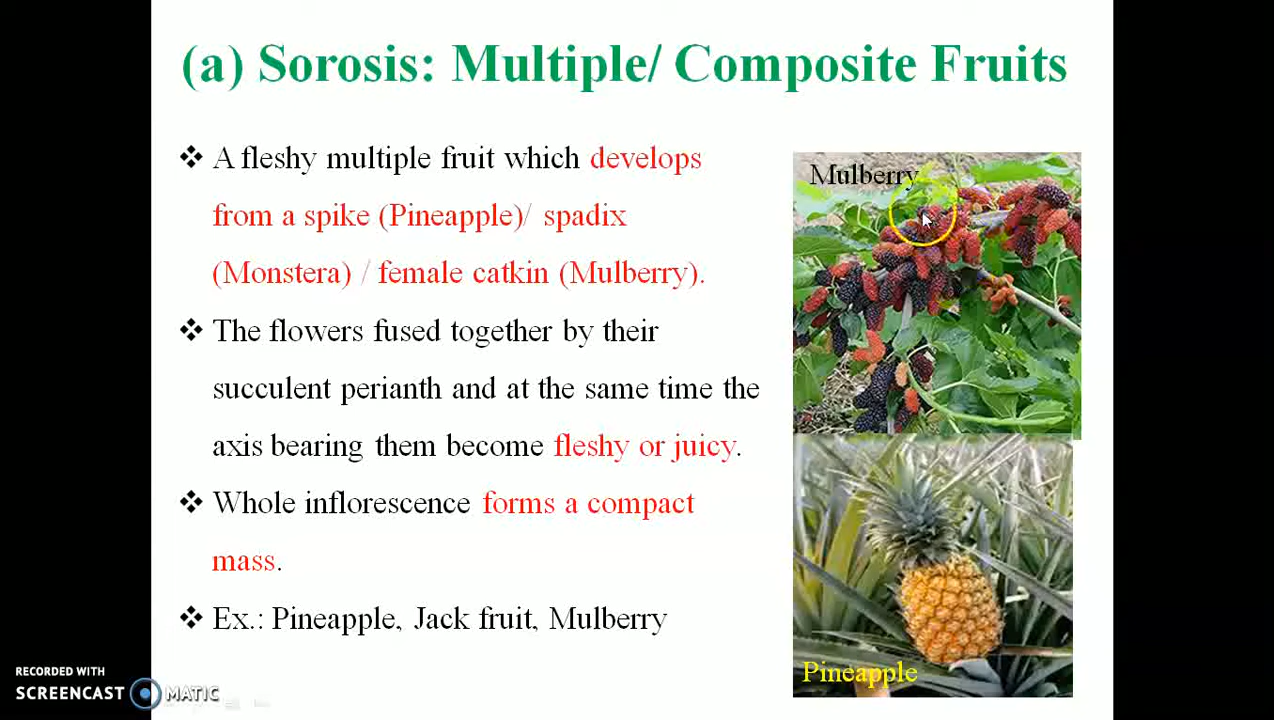 (a) Sorosis: Multiple/ Composite Fruits
❖ A fleshy multiple fruit which develops
from a spike (Pineapple)/ spadix
(Monstera) / female catkin (Mulberry).
❖ The flowers fused together by their
succulent perianth and at the same time the
axis bearing them become fleshy or juicy.
❖ Whole inflorescence forms a compact
mass.
❖ Ex.: Pineapple, Jack fruit, Mulberry
Mulberry
Pineapple
RECORDED WITH
SCREENCAST MATIC